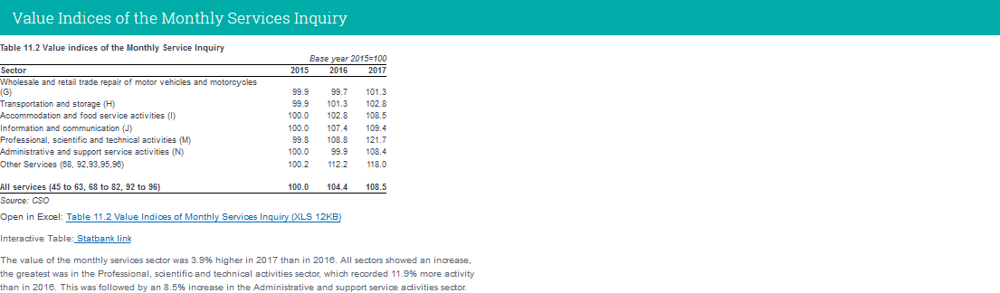 Value Indices of the Monthly Services Inquiry
Table 11.2 Value indices of the Monthly Service Inquiry
Base year 2015=100
Sector 2015 2016 2017
Wholesale and retail trade repair of motor vehicles and motorcycles
(G) 99.9 99.7 101.3
Transportation and storage (H) 99.9 101.3 102.8
Accommodation and food service activities (I) 100.0 102.8 108.5
Information and communication (J) 100.0 107.4 109.4
Professional, scientific and technical activities (M) 99.8 108.8 121.7
Administrative and support service activities (N) 100.0 99.9 108.4
Other Services (68, 92,93,95,96) 100.2 112.2 118.0
All services (45 to 63, 68 to 82, 92 to 96) 100.0 104.4 108.5
Source: CSO
Open in Excel: Table 11.2 Value Indices of Monthly Services Inquiry (XLS 12KB)
Interactive Table: Statbank link
The value of the monthly services sector was 3.9% higher in 2017 than in 2016. All sectors showed an increase,
the greatest was in the Professional, scientific and technical activities sector, which recorded 11.9% more activity
than in 2016. This was followed by an 8.5% increase in the Administrative and support service activities sector.